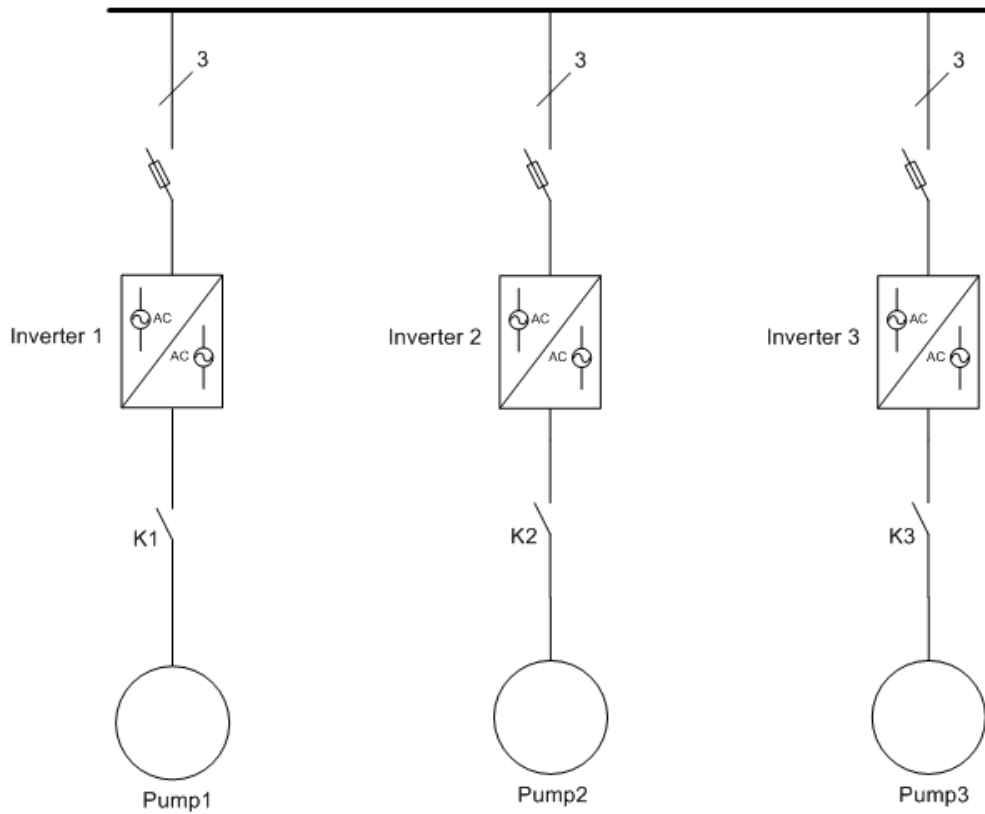 3 3 3
Inverter 1 AC AC Inverter 2 AC AC Inverter 3 AC AC
K1 K2 K3
Pump1 Pump2 Pump3